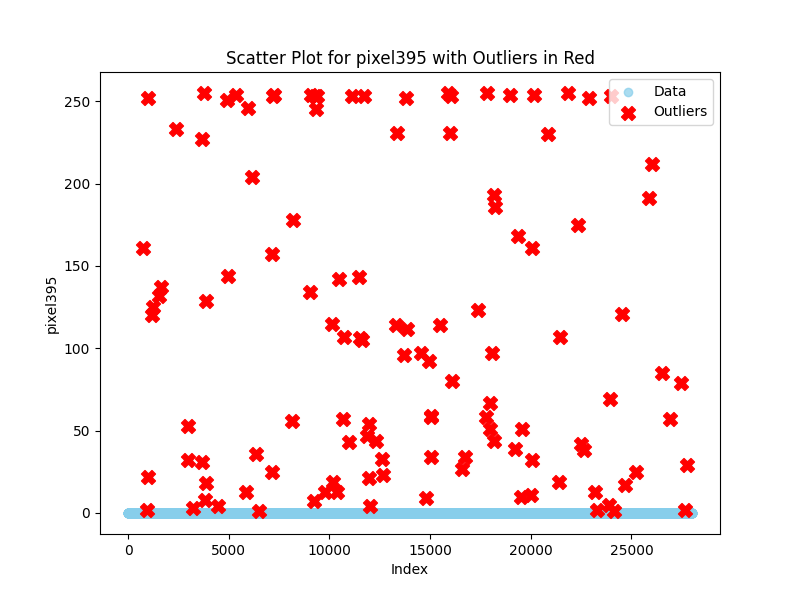 Scatter Plot for pixel395 with Outliers in Red
Data
Outliers
250
200
150
100
50
0
pixel395
0 5000 10000 15000 20000 25000
Index